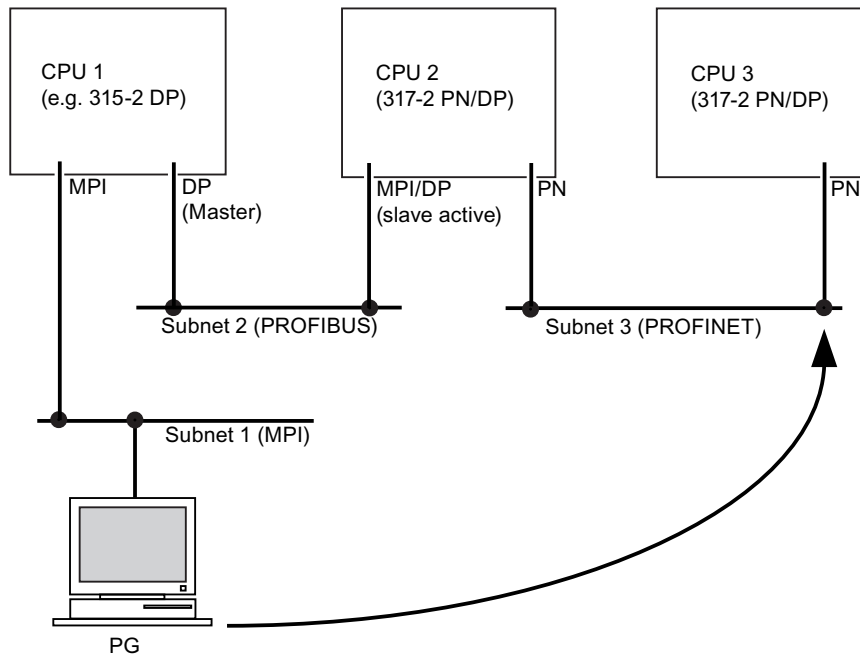 CPU 1
(e.g. 315-2 DP)
CPU 2
(317-2 PN/DP)
CPU 3
(317-2 PN/DP)
MPI
DP
(Master)
MPI/DP
(slave active)
PN
PN
Subnet 2 (PROFIBUS)
Subnet 3 (PROFINET)
Subnet 1 (MPI)
PG